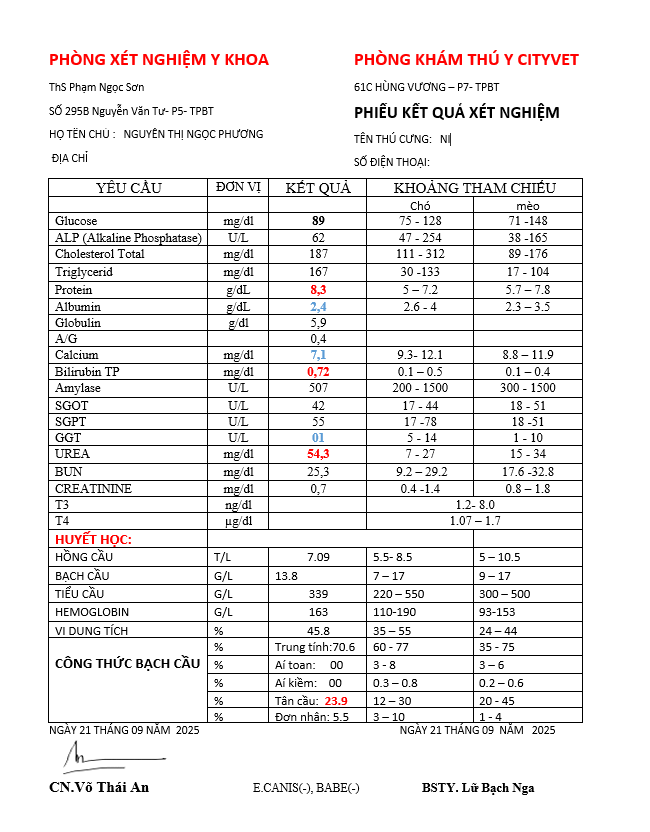 PHÒNG XÉT NGHIỆM Y KHOA PHÒNG KHÁM THÚ Y CITYVET
ThS Phạm Ngọc Sơn 61C HÙNG VƯƠNG – P7- TPBT
SỐ 295B Nguyễn Văn Tư- P5- TPBT PHIẾU KẾT QUẢ XÉT NGHIỆM
HỌ TÊN CHỦ : NGUYÊN THỊ NGỌC PHƯƠNG TÊN THÚ CƯNG: NI
ĐỊA CHỈ SỐ ĐIỆN THOẠI:
YÊU CẦU ĐƠN VỊ KẾT QUẢ KHOẢNG THAM CHIẾU
Chó mèo
Glucose mg/dl 89 75 - 128 71 -148
ALP (Alkaline Phosphatase) U/L 62 47 - 254 38 -165
Cholesterol Total mg/dl 187 111 - 312 89 -176
Triglycerid mg/dl 167 30 -133 17 - 104
Protein g/dL 8,3 5 – 7.2 5.7 – 7.8
Albumin g/dL 2,4 2.6 - 4 2.3 – 3.5
Globulin g/dl 5,9
A/G 0,4
Calcium mg/dl 7,1 9.3- 12.1 8.8 – 11.9
Bilirubin TP mg/dl 0,72 0.1 – 0.5 0.1 – 0.4
Amylase U/L 507 200 - 1500 300 - 1500
SGOT U/L 42 17 - 44 18 - 51
SGPT U/L 55 17 -78 18 -51
GGT U/L 01 5 - 14 1 - 10
UREA mg/dl 54,3 7 - 27 15 - 34
BUN mg/dl 25,3 9.2 – 29.2 17.6 -32.8
CREATININE mg/dl 0,7 0.4 -1.4 0.8 – 1.8
T3 ng/dl 1.2- 8.0
T4 µg/dl 1.07 – 1.7
HUYẾT HỌC:
HỒNG CẦU T/L 7.09 5.5- 8.5 5 – 10.5
BẠCH CẦU G/L 13.8 7 – 17 9 – 17
TIỂU CẦU G/L 339 220 – 550 300 – 500
HEMOGLOBIN G/L 163 110-190 93-153
VI DUNG TÍCH % 45.8 35 – 55 24 – 44
CÔNG THỨC BẠCH CẦU % Trung tính:70.6 60 - 77 35 - 75
% Aí toan: 00 3 - 8 3 – 6
% Aí kiềm: 00 0.3 – 0.8 0.2 – 0.6
% Tân cầu: 23.9 12 – 30 20 - 45
% Đơn nhân: 5.5 3 – 10 1 - 4
NGÀY 21 THÁNG 09 NĂM 2025 NGÀY 21 THÁNG 09 NĂM 2025
CN.Võ Thái An E.CANIS(-), BABE(-) BSTY. Lữ Bạch Nga